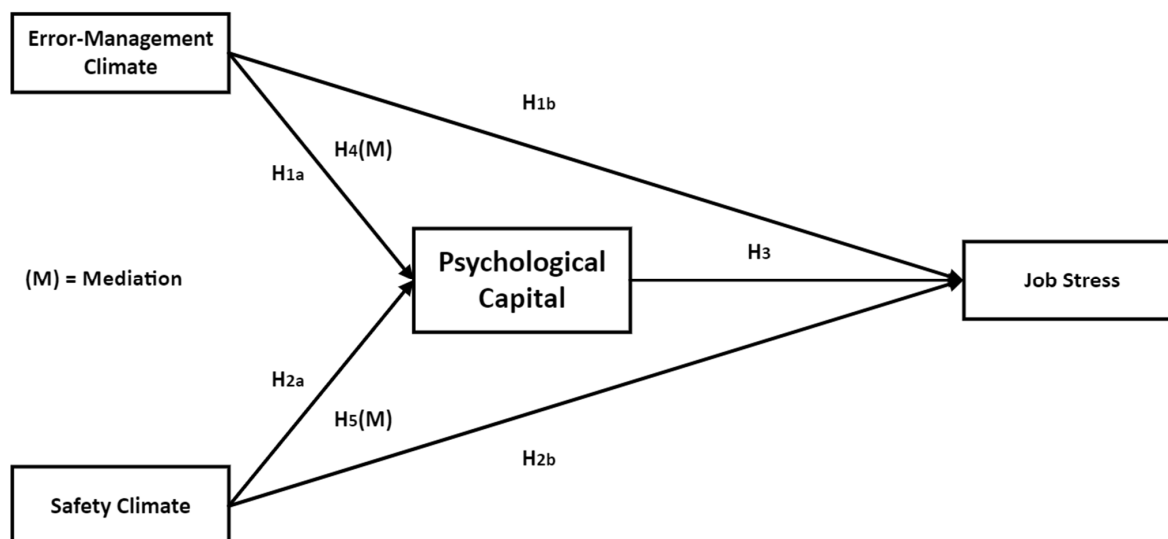 Error-Management
Climate
H1b
H4(M)
H1a
Psychological
Capital
H3
(M) = Mediation
Job Stress
H2a
H5(M)
H2b
Safety Climate